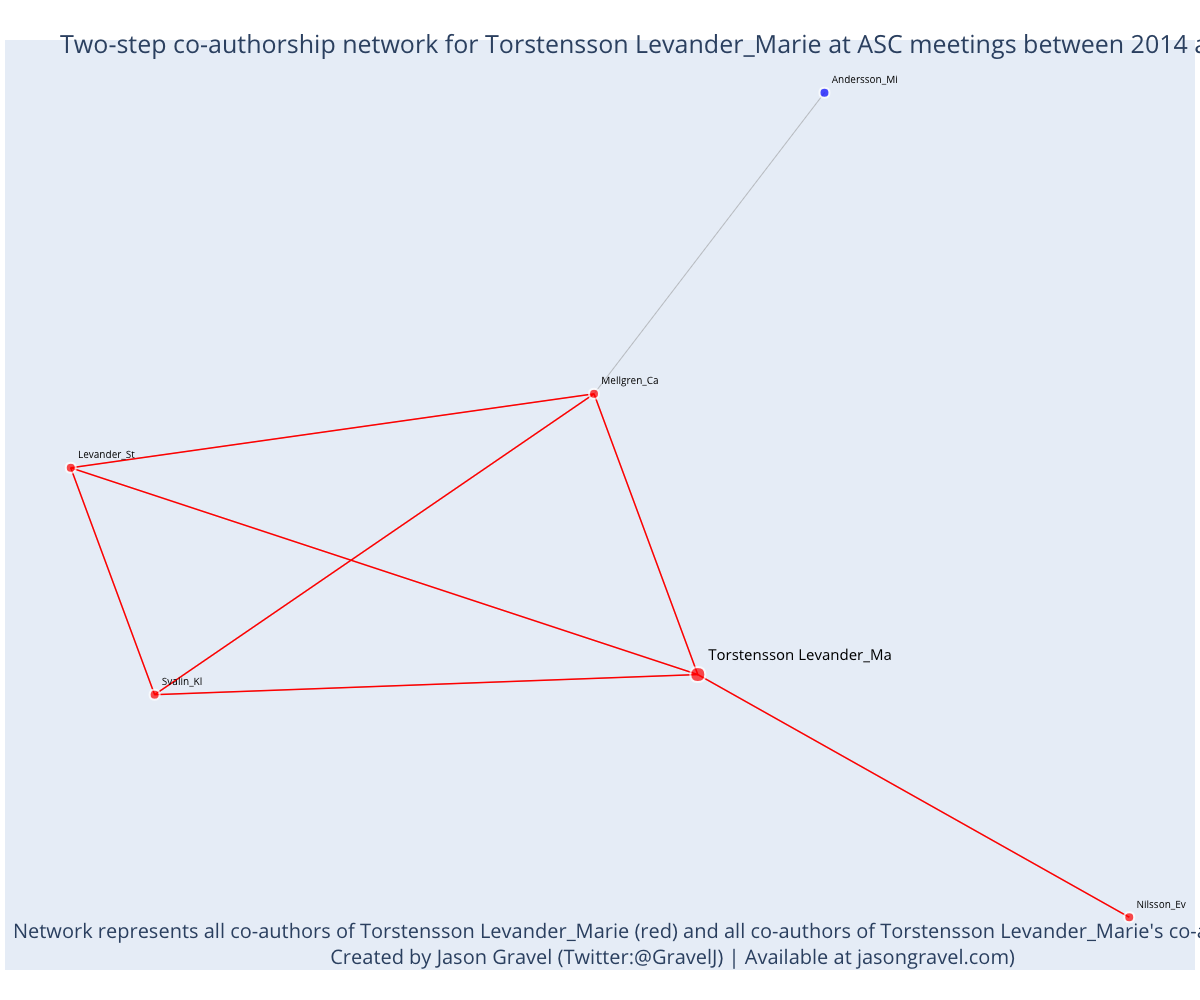 Two-step co-authorship network for Torstensson Levander_Marie at ASC meetings between 2014 a
Andersson_Mi
Mellgren_Ca
Levander_St
Torstensson Levander_Ma
Svalin_Kl
Nilsson_Ev
Network represents all co-authors of Torstensson Levander_Marie (red) and all co-authors of Torstensson Levander_Marie's co-a
Created by Jason Gravel (Twitter:@GravelJ) | Available at jasongravel.com)